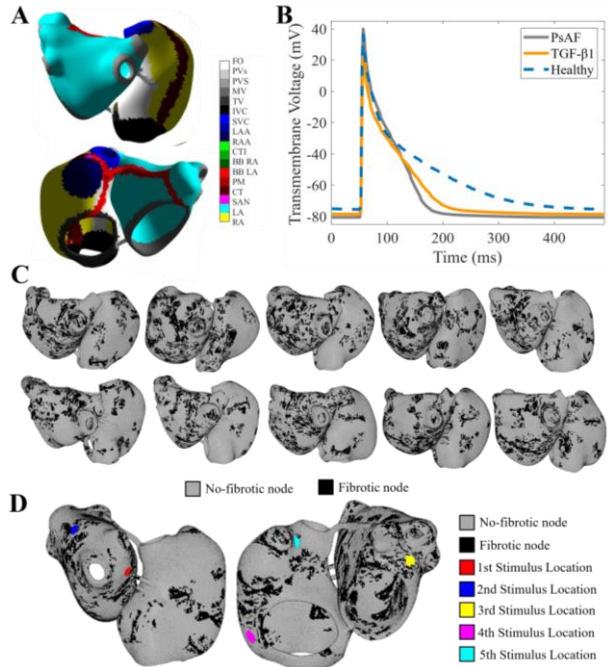 A
FO
PVs
PVS
MV
TV
IVC
SVC
LAA
RAA
CTI
BB RA
BB LA
PM
CT
SAN
LA
RA
B
Transmembrane Voltage (mV)
40
20
0
-20
-40
-60
-80
0
100
200
300
400
Time (ms)
PsAF
TGF-β1
Healthy
C
No-fibrotic node
Fibrotic node
D
No-fibrotic node
Fibrotic node
1st Stimulus Location
2nd Stimulus Location
3rd Stimulus Location
4th Stimulus Location
5th Stimulus Location